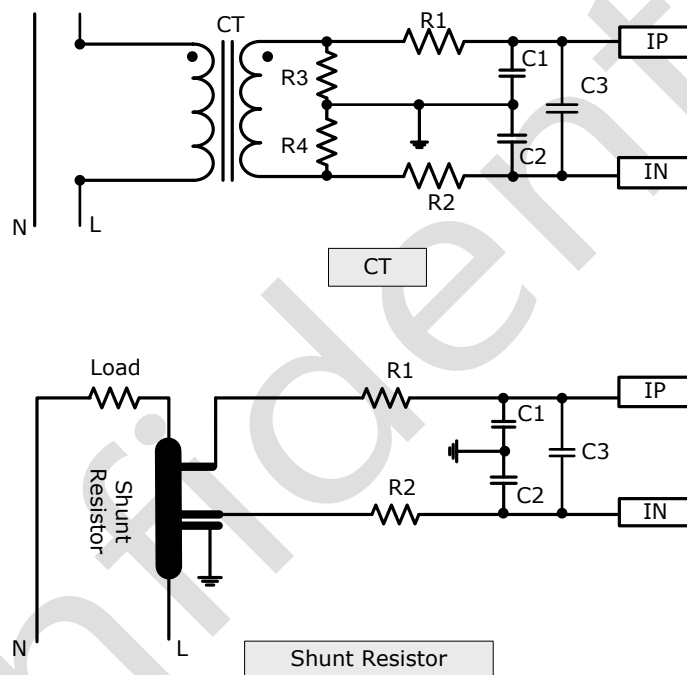 CT
R1
IP
C1
R3
C3
R4
C2
IN
R2
N
L
CT
Load
R1
IP
C1
Shunt
Resistor
C3
R2
C2
IN
N
L
Shunt Resistor
nfident